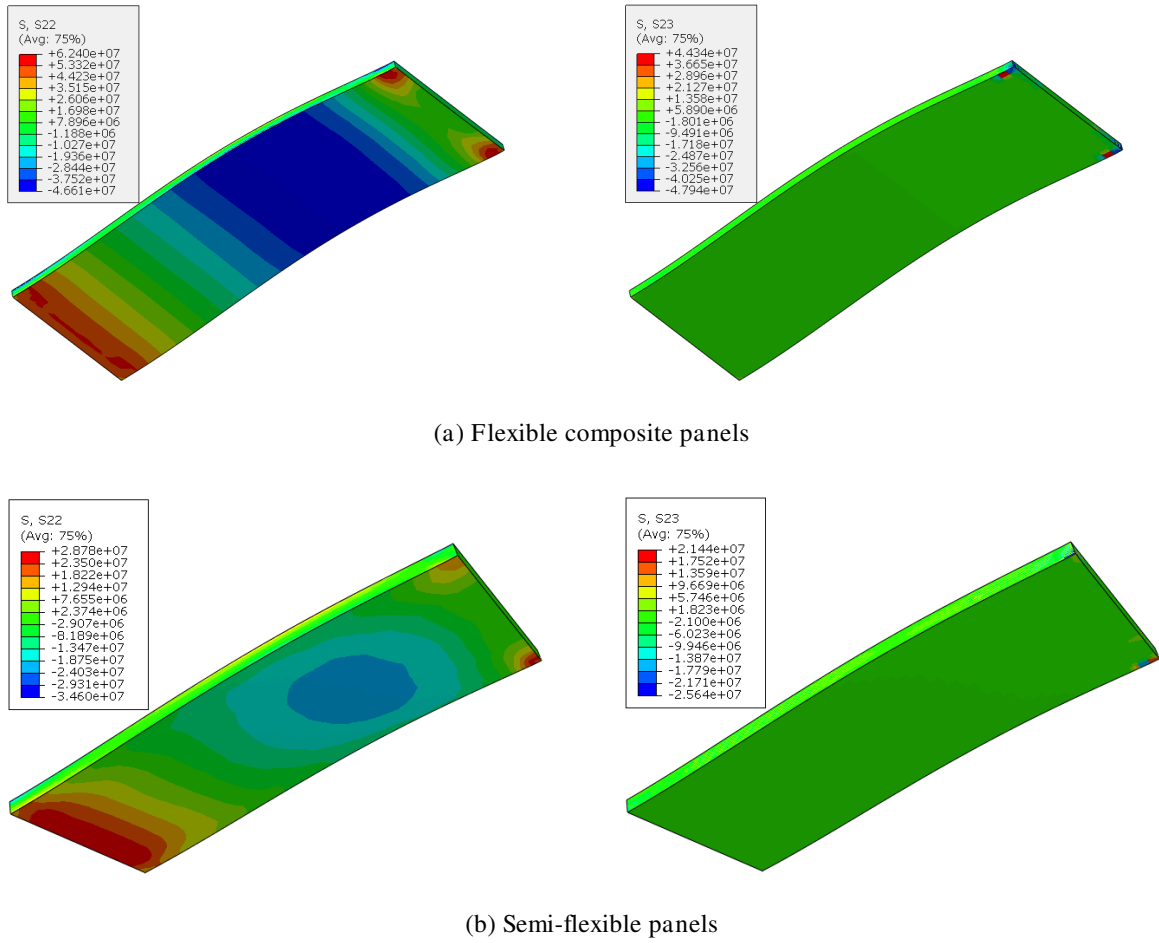 S, S22
(Avg: 75%)
+6.240e+07
+5.332e+07
+4.423e+07
+3.515e+07
+2.606e+07
+1.698e+07
+7.896e+06
-1.188e+06
-1.027e+07
-1.936e+07
-2.844e+07
-3.752e+07
-4.661e+07
S, S23
(Avg: 75%)
+4.434e+07
+3.665e+07
+2.896e+07
+2.127e+07
+1.358e+07
+5.890e+06
-1.801e+06
-9.491e+06
-1.718e+07
-2.487e+07
-3.256e+07
-4.025e+07
-4.794e+07
(a) Flexible composite panels
S, S22
(Avg: 75%)
+2.878e+07
+2.350e+07
+1.822e+07
+1.294e+07
+7.655e+06
+2.374e+06
-2.907e+06
-8.189e+06
-1.347e+07
-1.875e+07
-2.403e+07
-2.931e+07
-3.460e+07
S, S23
(Avg: 75%)
+2.144e+07
+1.752e+07
+1.359e+07
+9.669e+06
+5.746e+06
+1.823e+06
-2.100e+06
-6.023e+06
-9.946e+06
-1.387e+07
-1.779e+07
-2.171e+07
-2.564e+07
(b) Semi-flexible panels